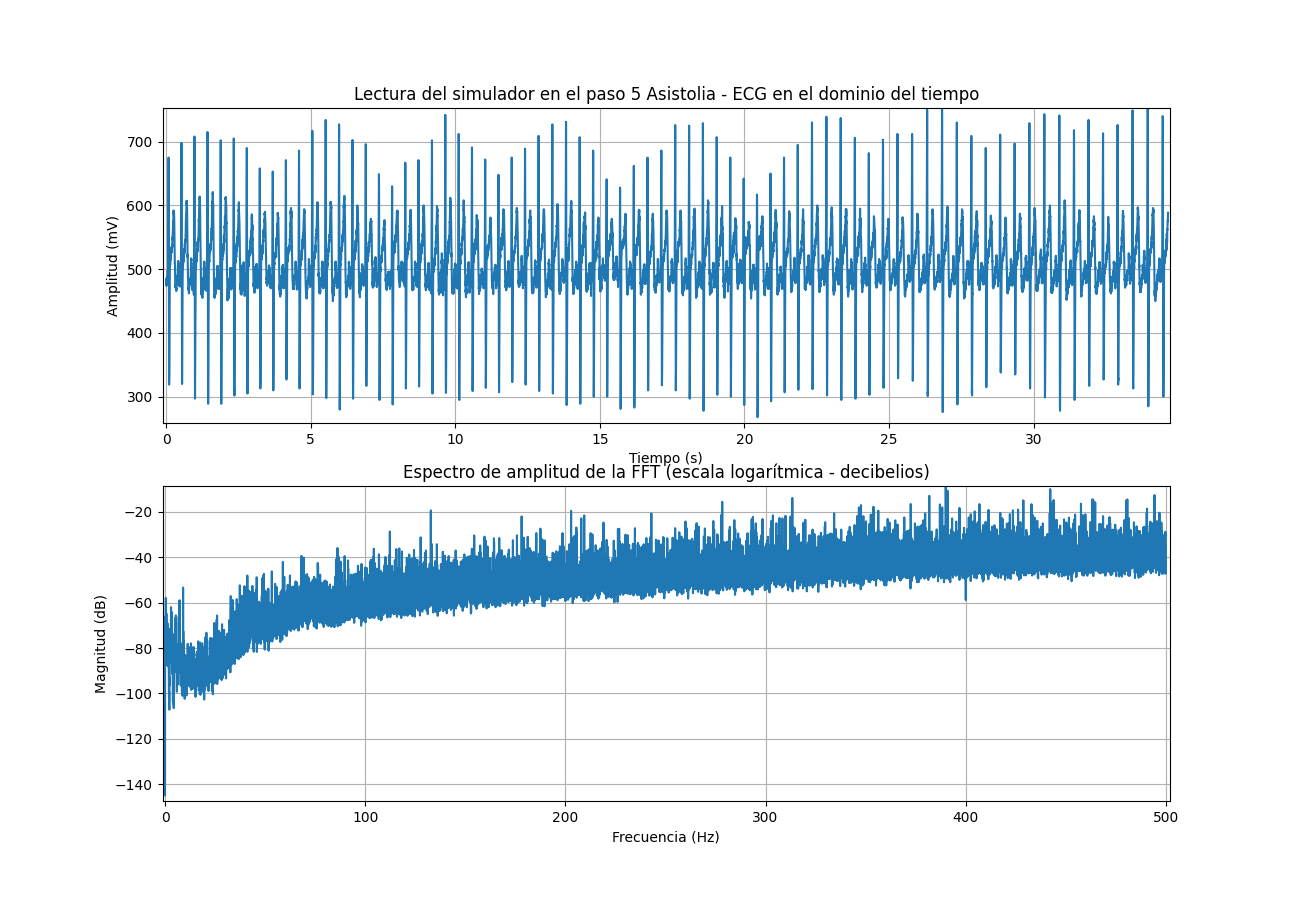 Lectura del simulador en el paso 5 Asistolia - ECG en el dominio del tiempo
700
600
500
400
300
Amplitud (mV)
0 5 10 15 20 25 30
Tiempo (s)
Espectro de amplitud de la FFT (escala logarítmica - decibelios)
−20
−40
−60
−80
−100
−120
−140
Magnitud (dB)
0 100 200 300 400 500
Frecuencia (Hz)